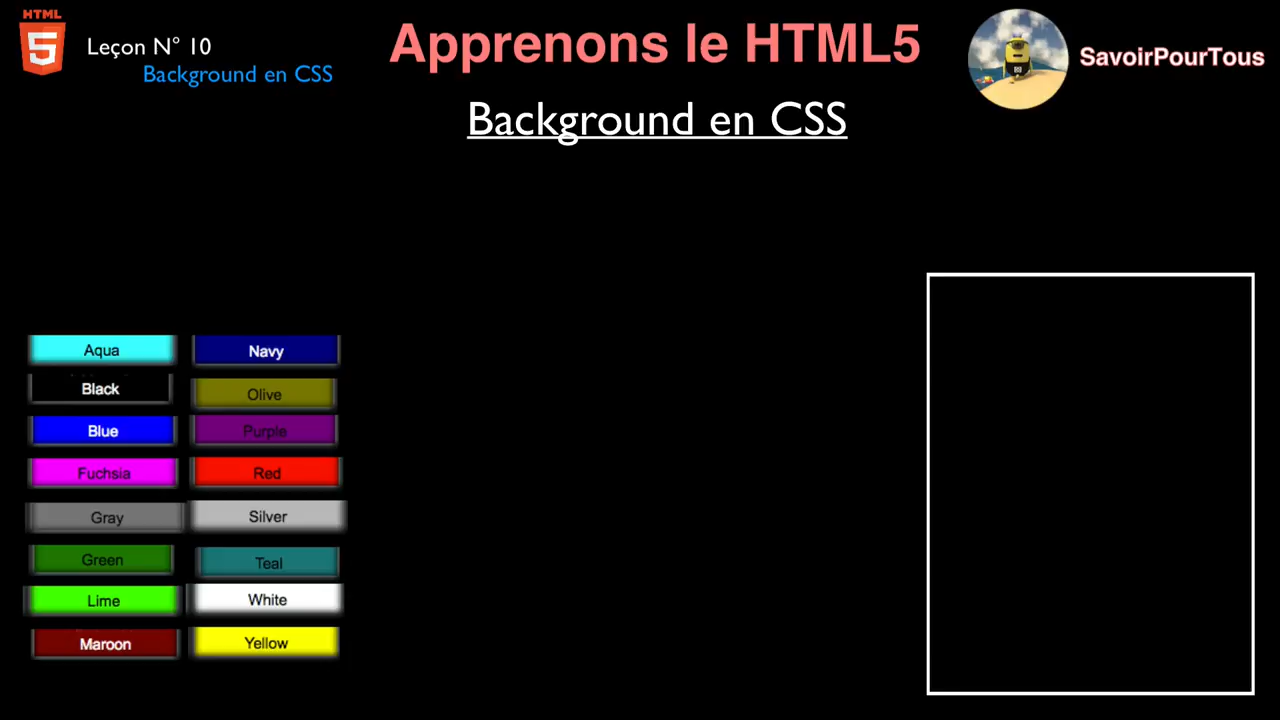 HTML
5
Leçon N° 10
Background en CSS
Apprenons le HTML5
SavoirPourTous
Background en CSS
Aqua
Navy
Black
Olive
Blue
Purple
Fuchsia
Red
Gray
Silver
Green
Teal
Lime
White
Maroon
Yellow